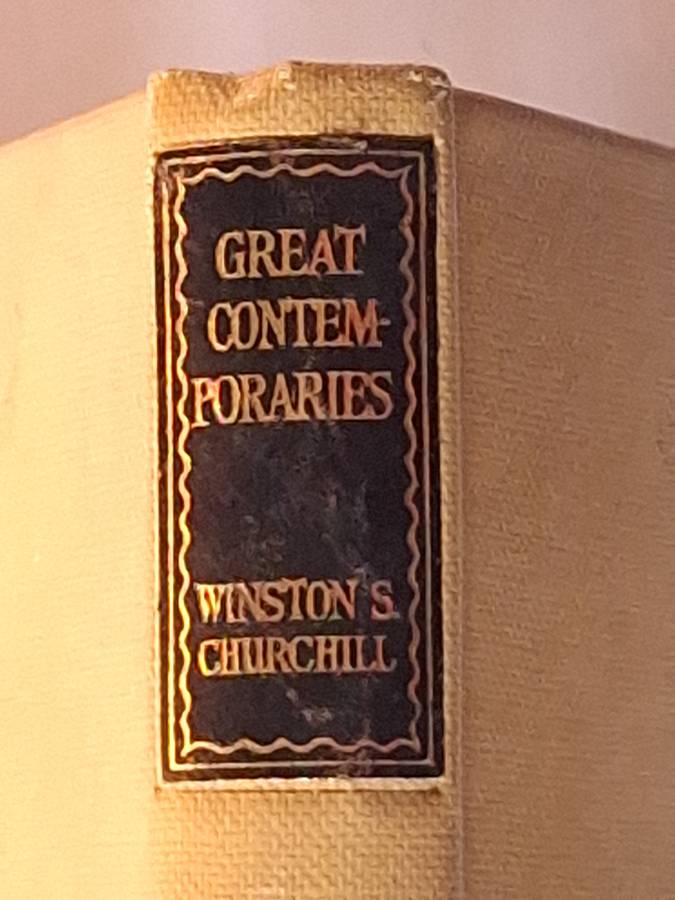 GREAT
CONTEM-
PORARIES
WINSTON S.
CHURCHILL